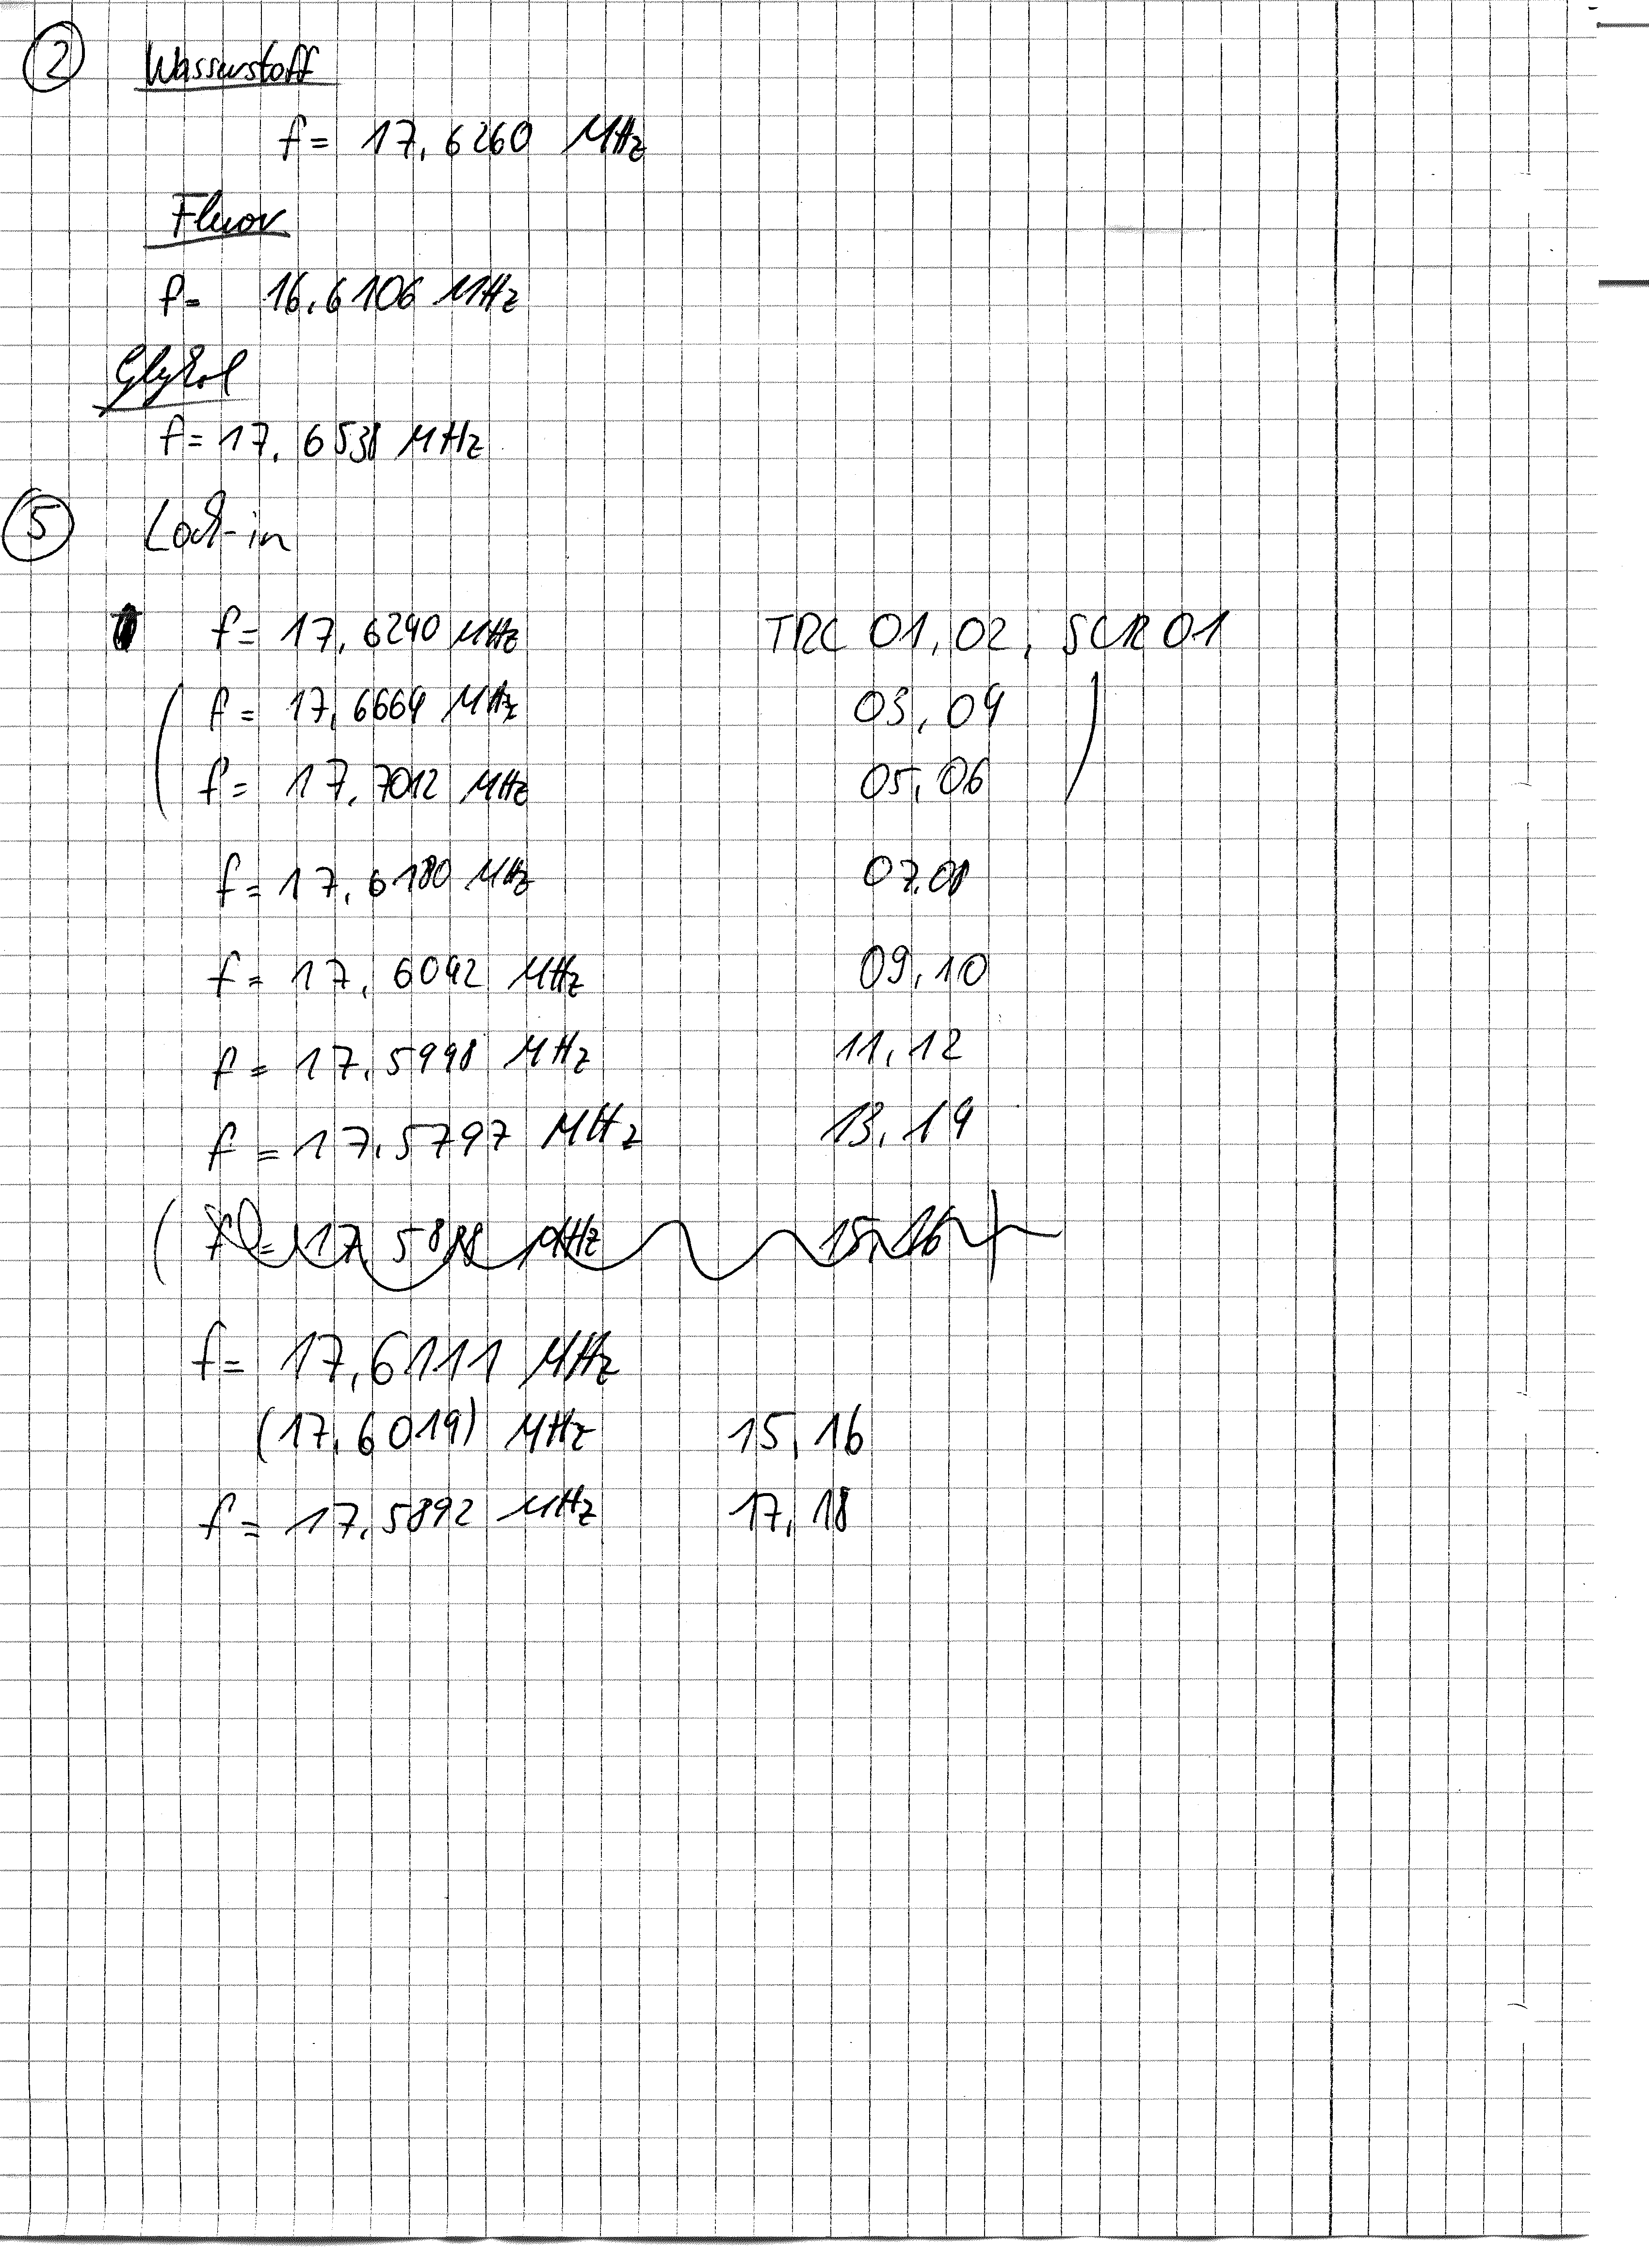 2 Wasserstoff
f = 17,6260 MHz
Fluor
f = 16,6106 MHz
Glykol
f = 17,6538 MHz
5 Lock-in
f = 17,6240 MHz TRC 01, 02, SCR 01
( f = 17,6664 MHz 03, 04 )
f = 17,7012 MHz 05, 06
f = 17,6180 MHz 07,08
f = 17,6042 MHz 09,10
f = 17,5998 MHz 11,12
f = 17,5797 MHz 13,14
( MHz 15,16 )
f = 17,6111 MHz
(17,6019) MHz 15,16
f = 17,5892 MHz 17,18